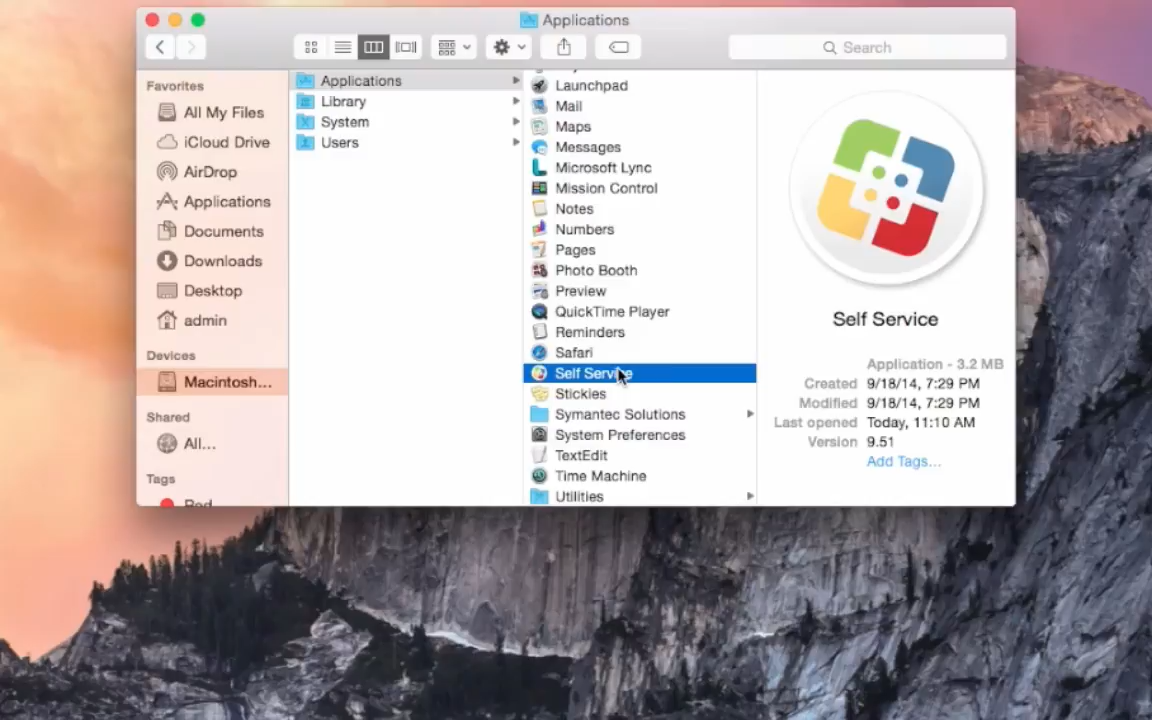 Applications
Search
Favorites
All My Files
iCloud Drive
AirDrop
Applications
Documents
Downloads
Desktop
admin
Devices
Macintosh...
Shared
All...
Tags
Red
Applications
Library
System
Users
Launchpad
Mail
Maps
Messages
Microsoft Lync
Mission Control
Notes
Numbers
Pages
Photo Booth
Preview
QuickTime Player
Reminders
Safari
Self Service
Stickies
Symantec Solutions
System Preferences
TextEdit
Time Machine
Utilities
Self Service
Application - 3.2 MB
Created 9/18/14, 7:29 PM
Modified 9/18/14, 7:29 PM
Last opened Today, 11:10 AM
Version 9.51
Add Tags...